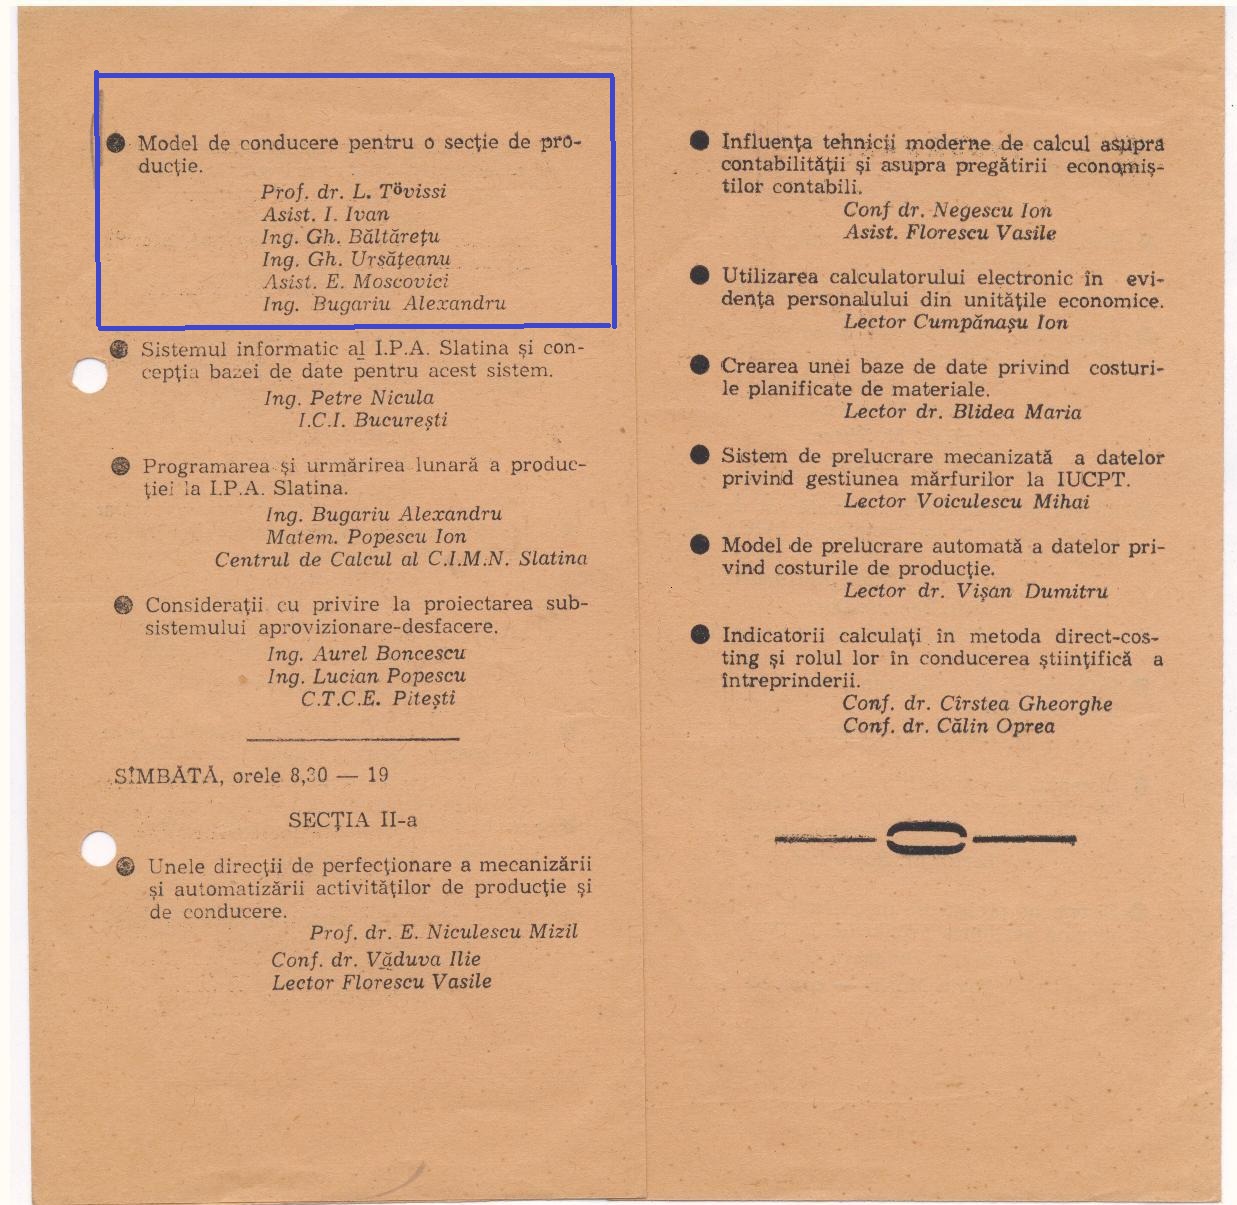 ● Model de conducere pentru o secție de pro-
ducție.
Prof. dr. L. Tövissi
Asist. I. Ivan
Ing. Gh. Băltărețu
Ing. Gh. Ursățeanu
Asist. E. Moscovici
Ing. Bugariu Alexandru
● Sistemul informatic al I.P.A. Slatina și con-
cepția bazei de date pentru acest sistem.
Ing. Petre Nicula
I.C.I. București
● Programarea și urmărirea lunară a produc-
ției la I.P.A. Slatina.
Ing. Bugariu Alexandru
Matem. Popescu Ion
Centrul de Calcul al C.I.M.N. Slatina
● Considerații cu privire la proiectarea sub-
sistemului aprovizionare-desfacere.
Ing. Aurel Boncescu
Ing. Lucian Popescu
C.T.C.E. Pitești
SÎMBĂTĂ, orele 8,30 — 19
SECȚIA II-a
● Unele direcții de perfecționare a mecanizării
și automatizării activităților de producție și
de conducere.
Prof. dr. E. Niculescu Mizil
Conf. dr. Văduva Ilie
Lector Florescu Vasile
● Influența tehnicii moderne de calcul asupra
contabilității și asupra pregătirii economiș-
tilor contabili.
Conf dr. Negescu Ion
Asist. Florescu Vasile
● Utilizarea calculatorului electronic în evi-
dența personalului din unitățile economice.
Lector Cumpănașu Ion
● Crearea unei baze de date privind costuri-
le planificate de materiale.
Lector dr. Blidea Maria
● Sistem de prelucrare mecanizată a datelor
privind gestiunea mărfurilor la IUCPT.
Lector Voiculescu Mihai
● Model de prelucrare automată a datelor pri-
vind costurile de producție.
Lector dr. Vișan Dumitru
● Indicatorii calculați în metoda direct-cos-
ting și rolul lor în conducerea științifică a
întreprinderii.
Conf. dr. Cîrstea Gheorghe
Conf. dr. Călin Oprea